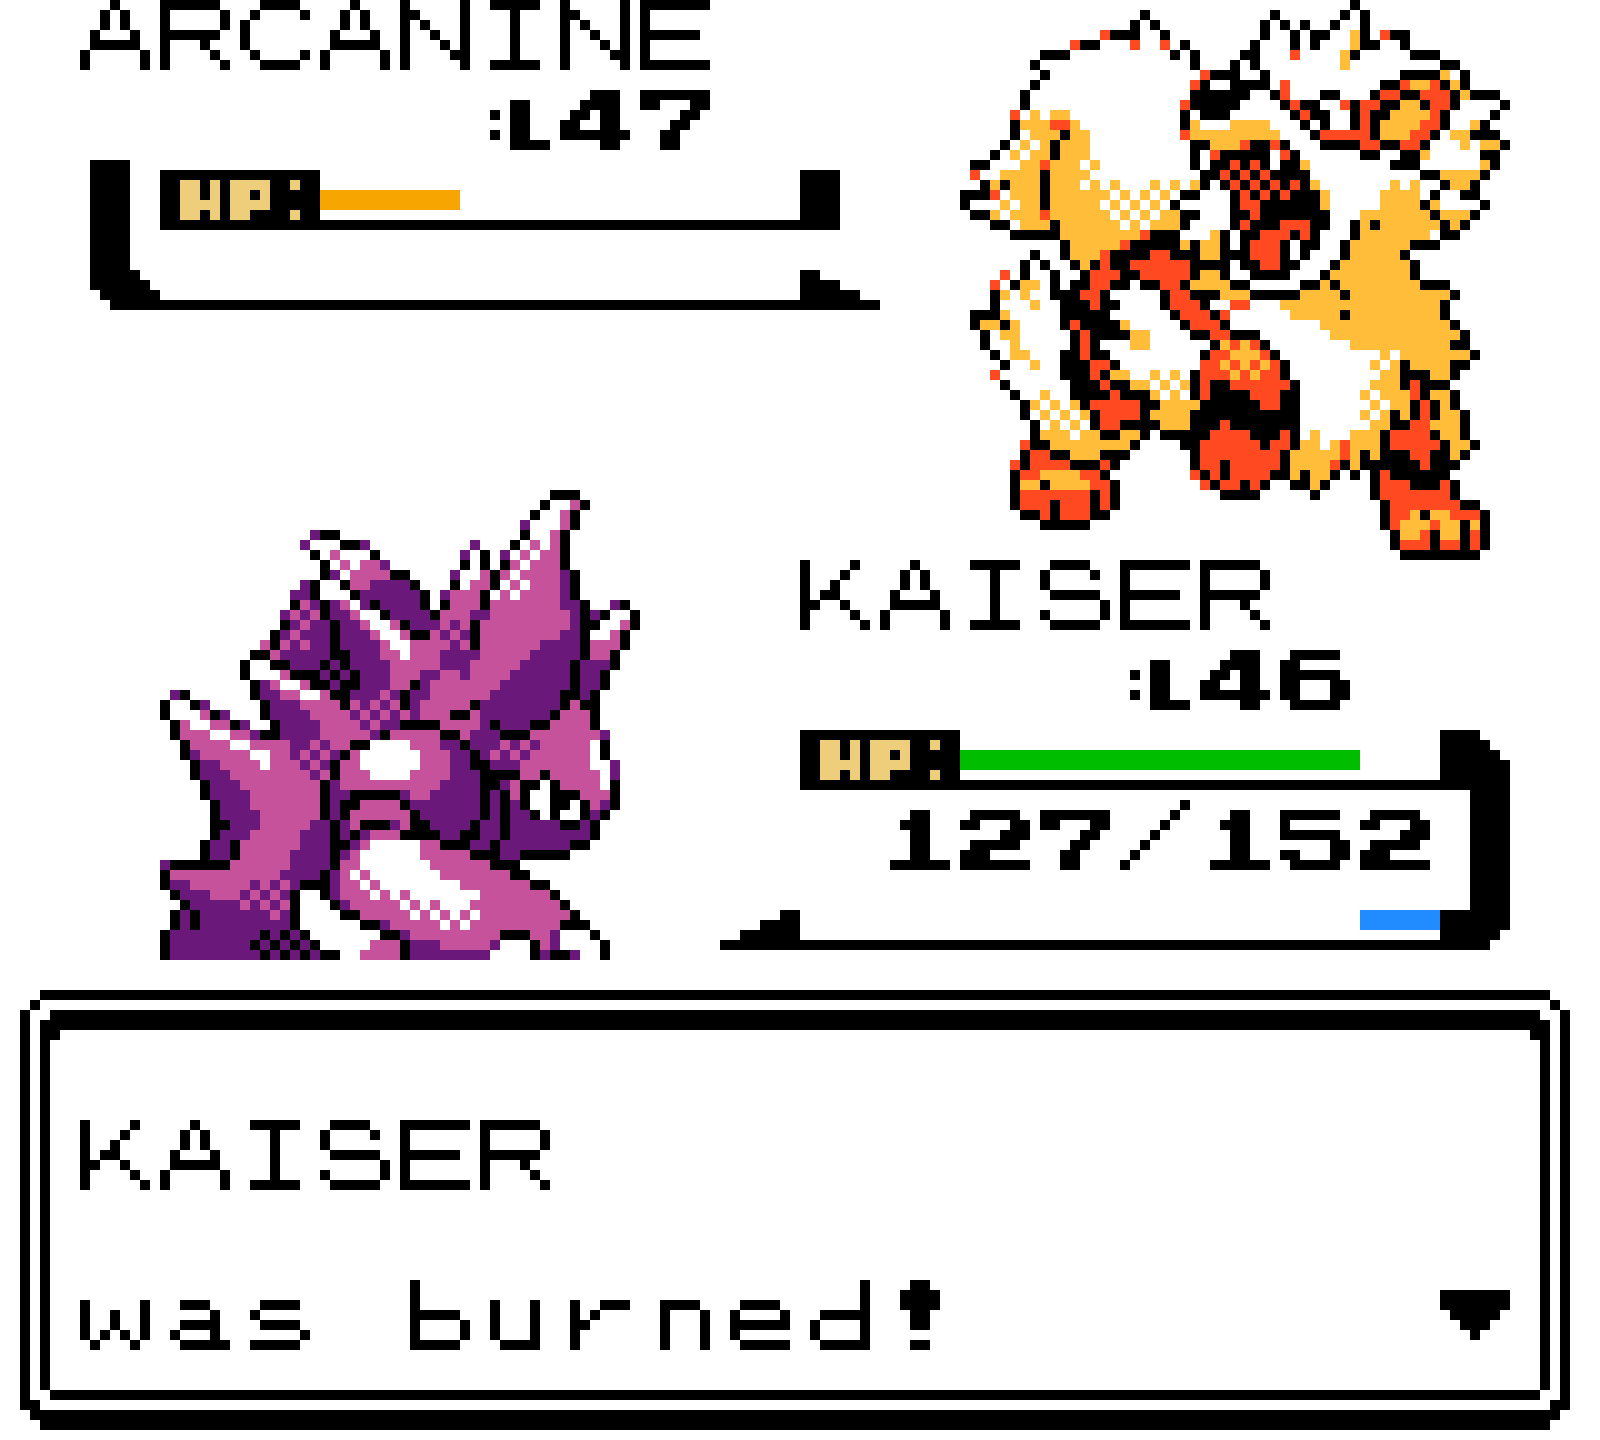 ARCANINE
:L47
HP:
KAISER
:L46
HP:
127/152
KAISER
was burned!